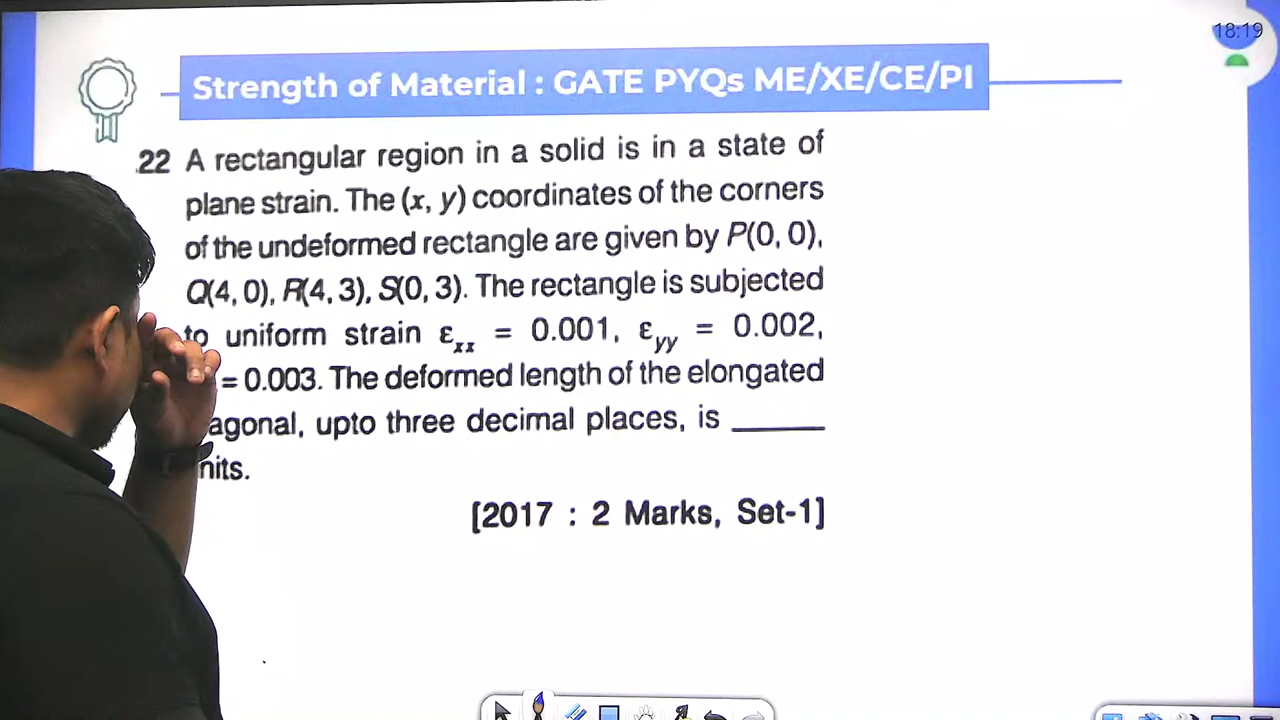 18:19
Strength of Material : GATE PYQs ME/XE/CE/PI
22 A rectangular region in a solid is in a state of
plane strain. The (x, y) coordinates of the corners
of the undeformed rectangle are given by P(0, 0),
Q(4, 0), R(4, 3), S(0, 3). The rectangle is subjected
to uniform strain εxx = 0.001, εyy = 0.002,
= 0.003. The deformed length of the elongated
agonal, upto three decimal places, is ______
nits.
[2017 : 2 Marks, Set-1]